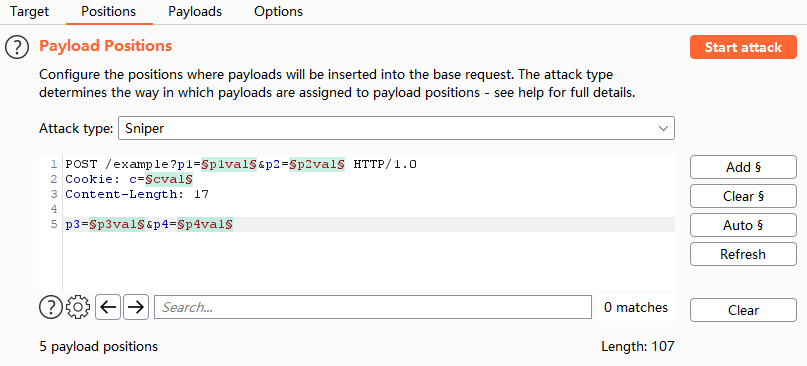 Target Positions Payloads Options
? Payload Positions Start attack
Configure the positions where payloads will be inserted into the base request. The attack type
determines the way in which payloads are assigned to payload positions - see help for full details.
Attack type: Sniper
1 POST /example?p1=§p1val§&p2=§p2val§ HTTP/1.0
2 Cookie: c=§cval§
3 Content-Length: 17
4
5 p3=§p3val§&p4=§p4val§
Add §
Clear §
Auto §
Refresh
? Search... 0 matches Clear
5 payload positions Length: 107